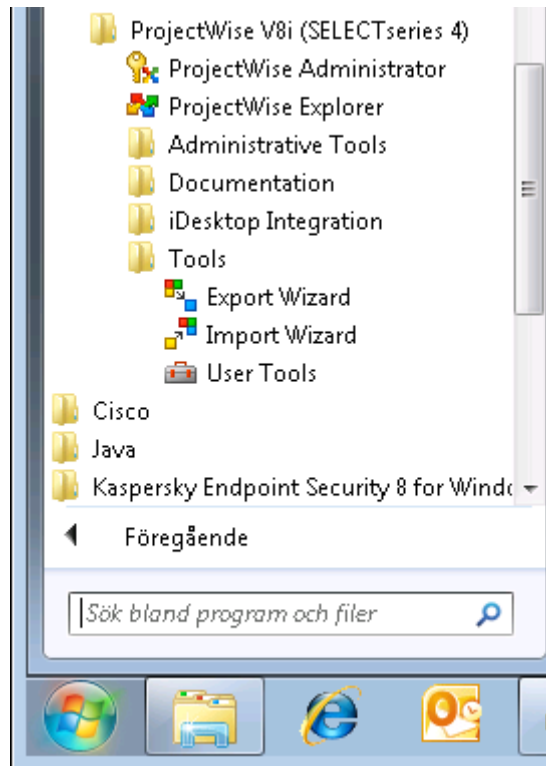 ProjectWise V8i (SELECTseries 4)
ProjectWise Administrator
ProjectWise Explorer
Administrative Tools
Documentation
iDesktop Integration
Tools
Export Wizard
Import Wizard
User Tools
Cisco
Java
Kaspersky Endpoint Security 8 for Windo
Föregående
Sök bland program och filer